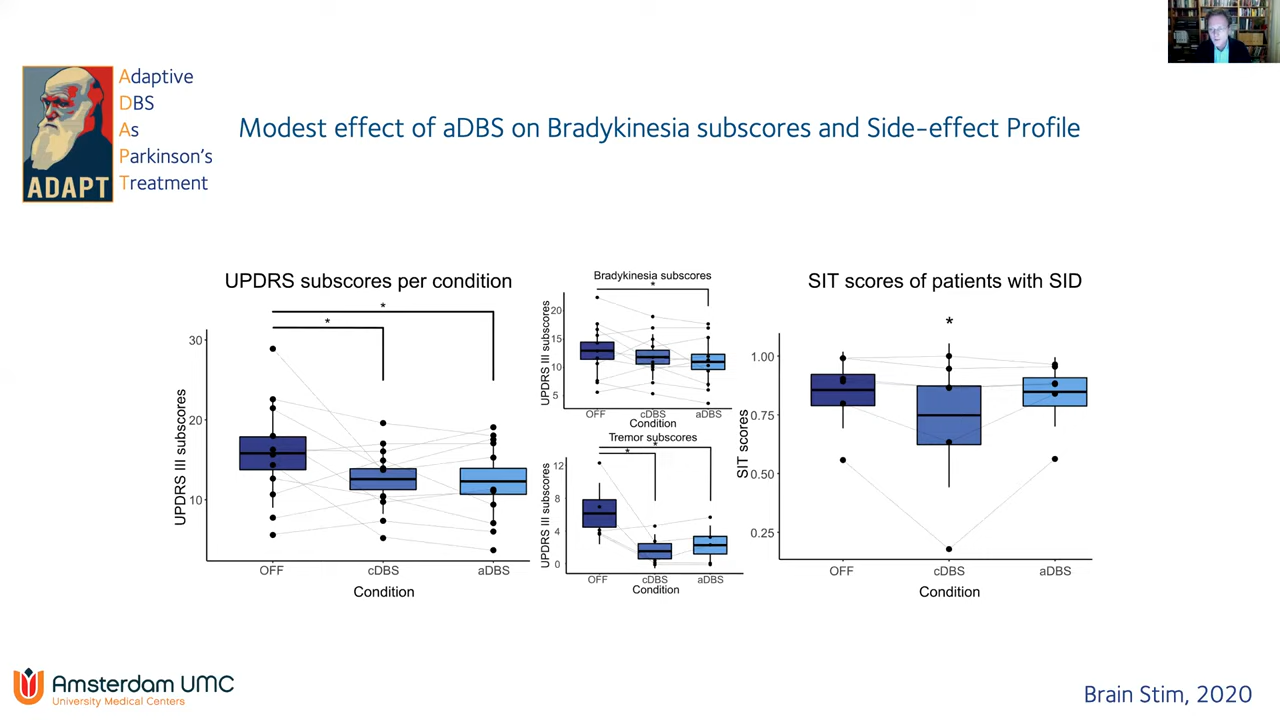 Adaptive
DBS
As
Parkinson's
Treatment
ADAPT
Modest effect of aDBS on Bradykinesia subscores and Side-effect Profile
UPDRS subscores per condition
*
*
30
20
10
UPDRS III subscores
OFF
cDBS
aDBS
Condition
Bradykinesia subscores
*
20
15
10
5
UPDRS III subscores
OFF
cDBS
aDBS
Condition
Tremor subscores
*
*
12
8
4
0
UPDRS III subscores
OFF
cDBS
aDBS
Condition
SIT scores of patients with SID
*
1.00
0.75
0.50
0.25
SIT scores
OFF
cDBS
aDBS
Condition
Amsterdam UMC
University Medical Centers
Brain Stim, 2020